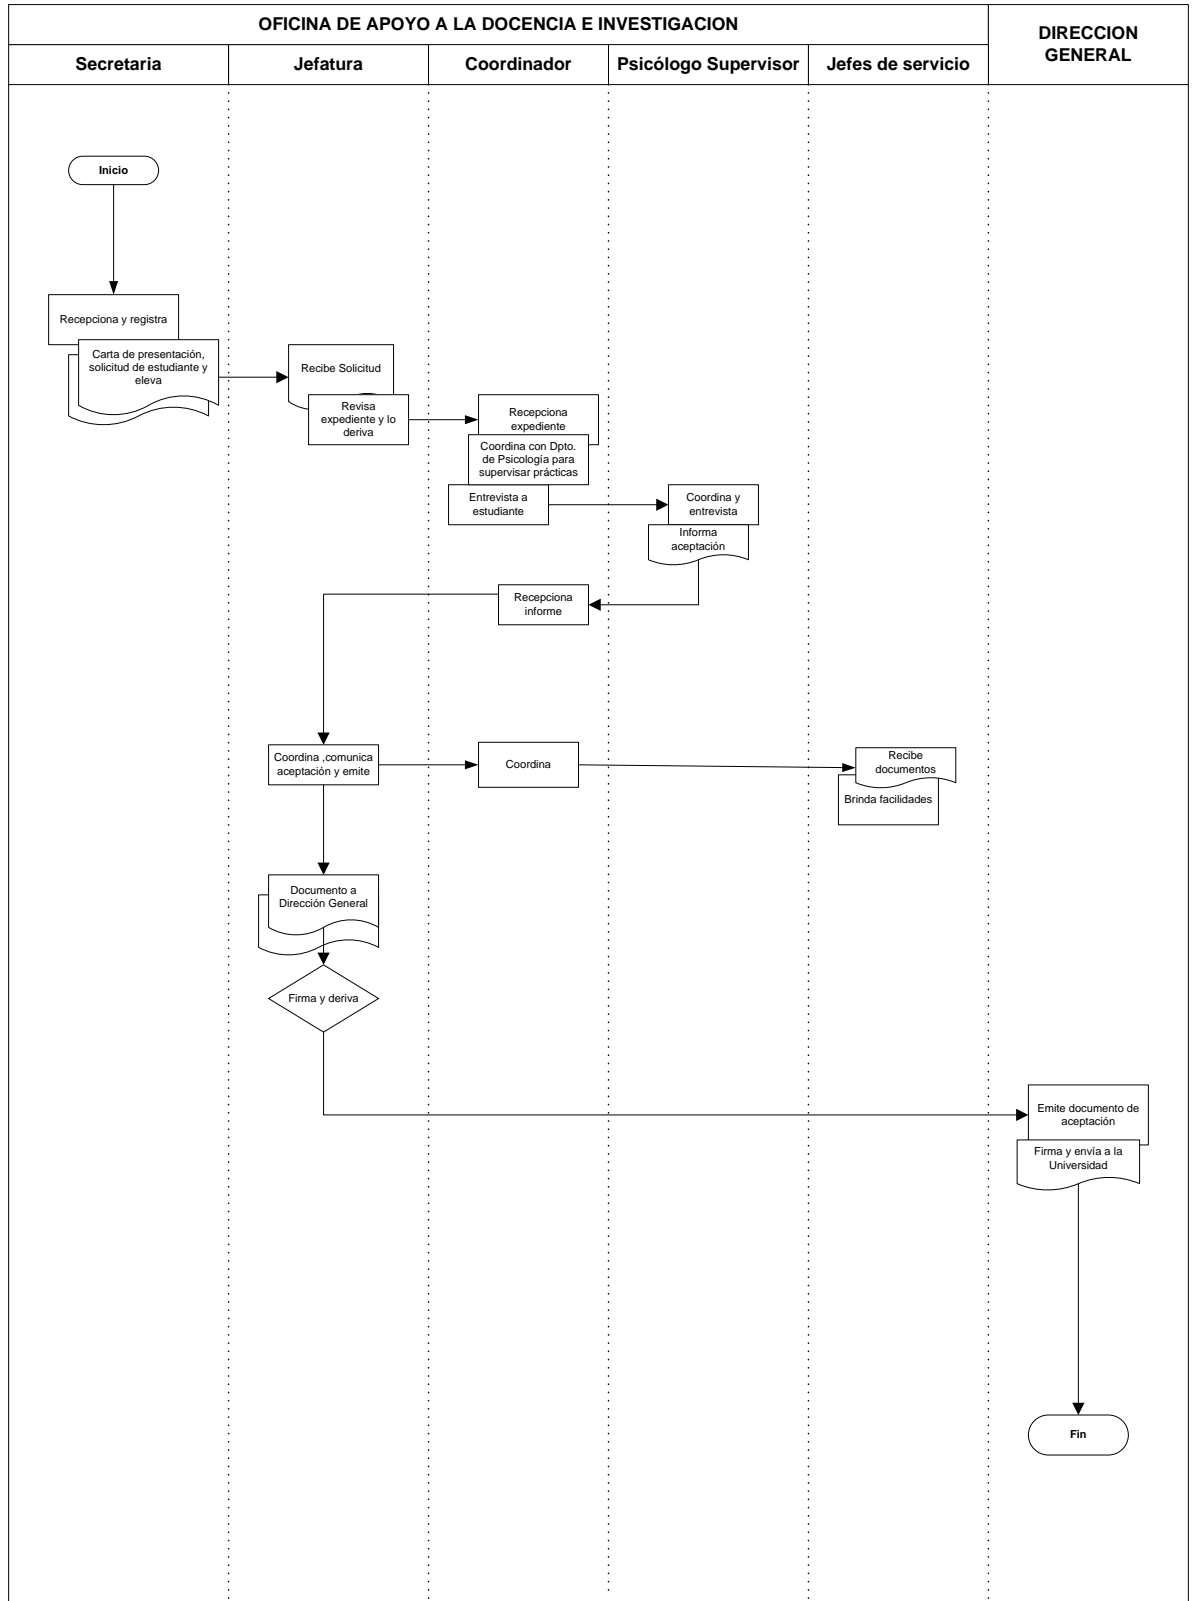 OFICINA DE APOYO A LA DOCENCIA E INVESTIGACION
DIRECCION
GENERAL
Secretaria
Jefatura
Coordinador
Psicólogo Supervisor
Jefes de servicio
Inicio
Recepciona y registra
Carta de presentación,
solicitud de estudiante y
eleva
Recibe Solicitud
Revisa
expediente y lo
deriva
Recepciona
expediente
Coordina con Dpto.
de Psicología para
supervisar prácticas
Entrevista a
estudiante
Coordina y
entrevista
Informa
aceptación
Recepciona
informe
Coordina ,comunica
aceptación y emite
Coordina
Recibe
documentos
Brinda facilidades
Documento a
Dirección General
Firma y deriva
Emite documento de
aceptación
Firma y envía a la
Universidad
Fin